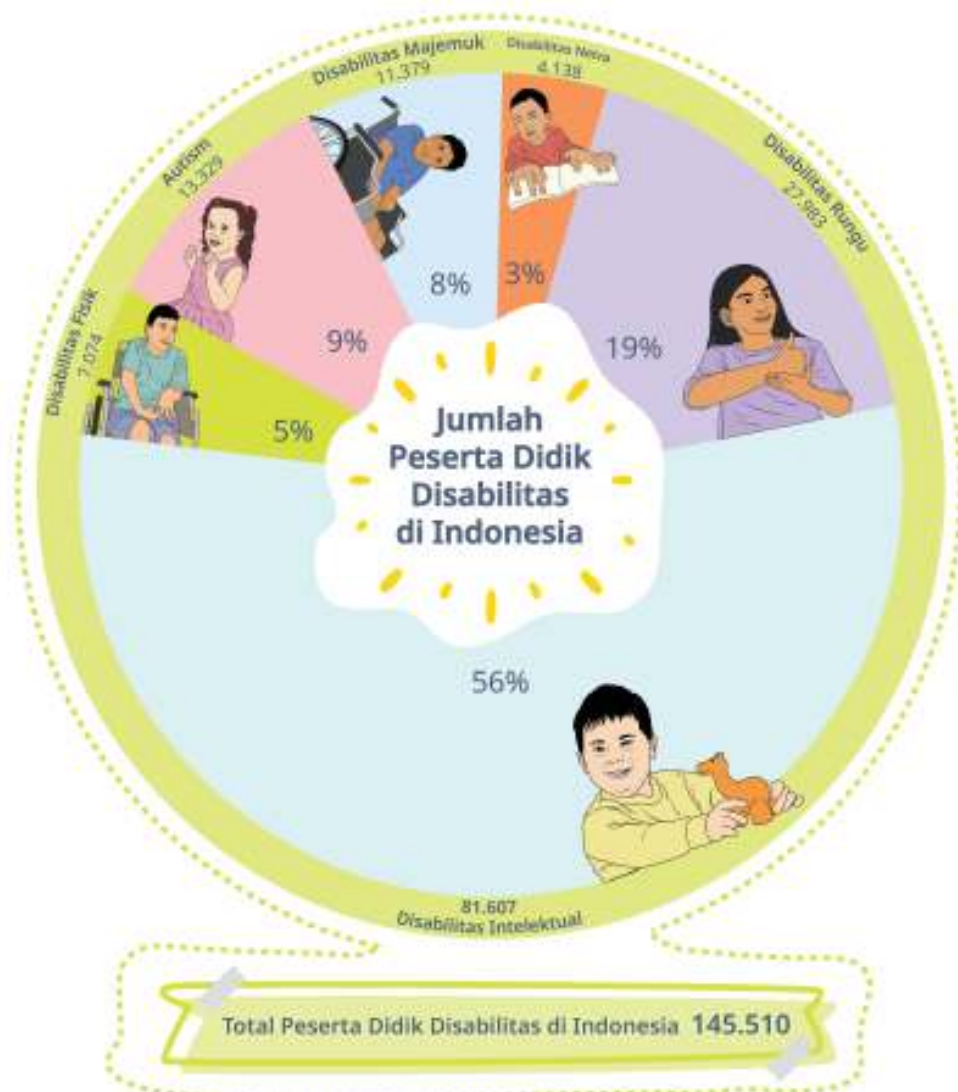 Disabilitas Majemuk
11.379
Disabilitas Netra
4.138
Autism
13.329
Disabilitas Rungu
27.983
Disabilitas Fisik
7.074
8%
3%
9%
19%
5%
Jumlah
Peserta Didik
Disabilitas
di Indonesia
56%
81.607
Disabilitas Intelektual
Total Peserta Didik Disabilitas di Indonesia 145.510